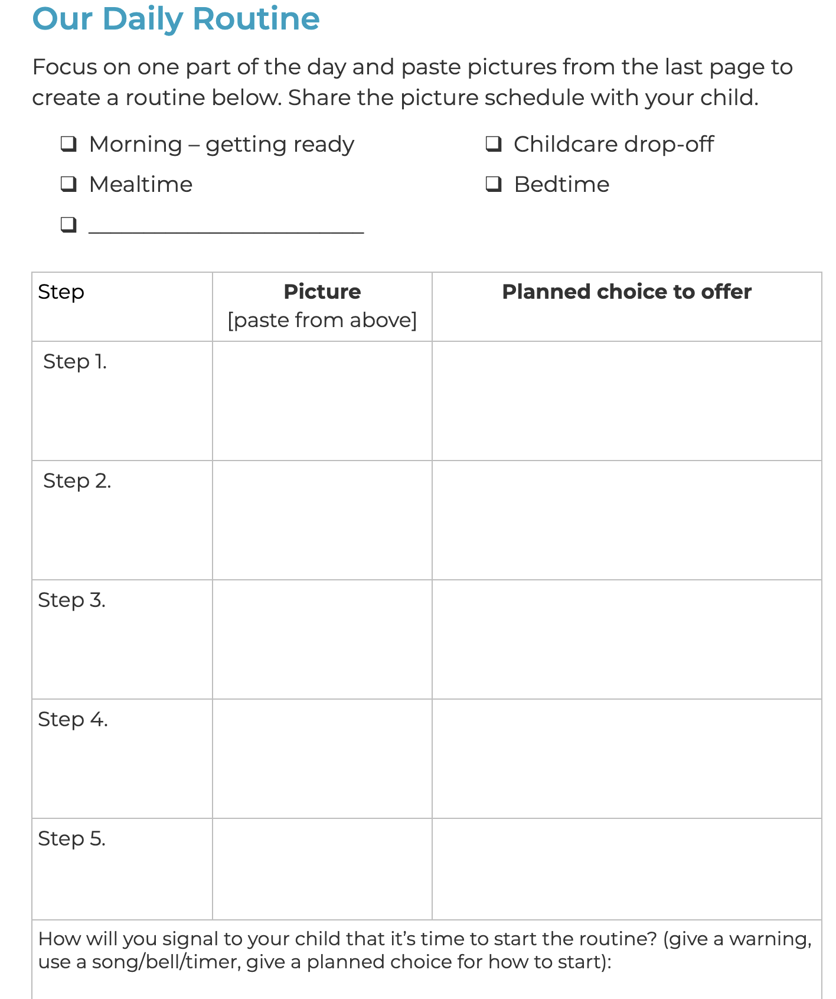 Our Daily Routine
Focus on one part of the day and paste pictures from the last page to
create a routine below. Share the picture schedule with your child.
❏ Morning – getting ready
❏ Childcare drop-off
❏ Mealtime
❏ Bedtime
❏ _________________________
Step
Picture
[paste from above]
Planned choice to offer
Step 1.
Step 2.
Step 3.
Step 4.
Step 5.
How will you signal to your child that it’s time to start the routine? (give a warning,
use a song/bell/timer, give a planned choice for how to start):